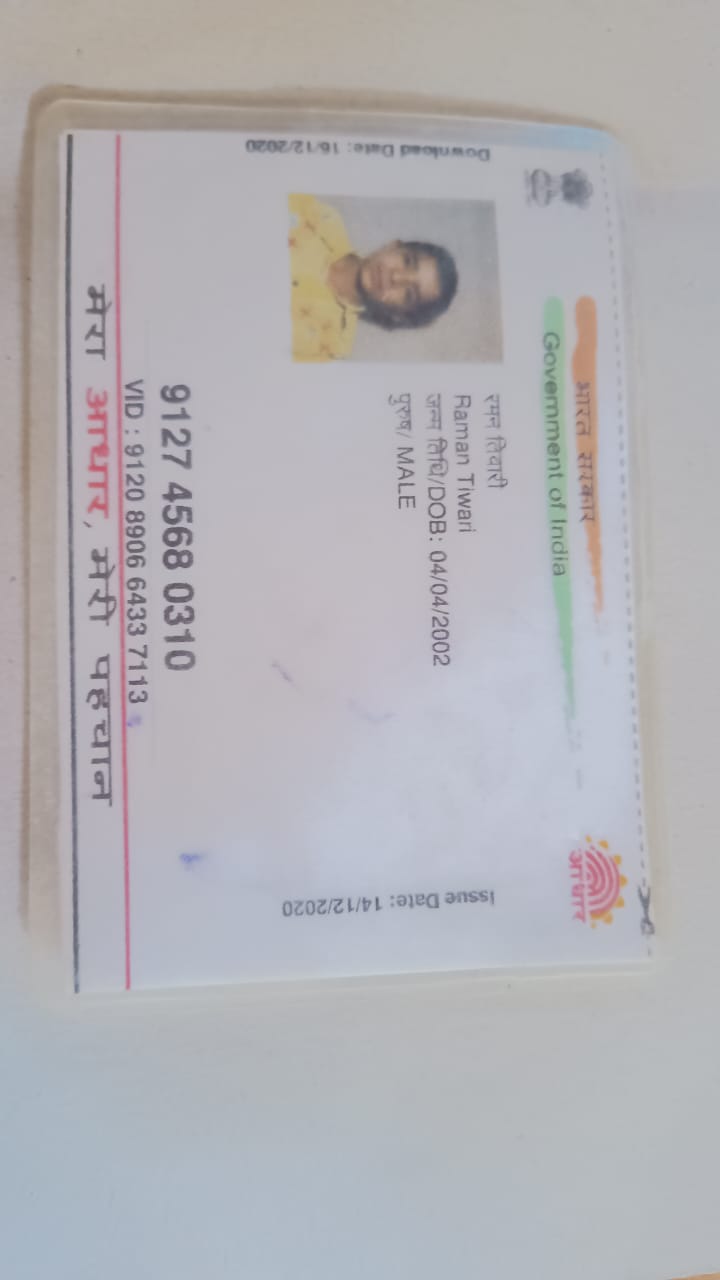 भारत सरकार
Government of India
Download Date: 16/12/2020
रमन तिवारी
Raman Tiwari
जन्म तिथि/DOB: 04/04/2002
पुरुष/ MALE
Issue Date: 14/12/2020
आधार
9127 4568 0310
VID : 9120 8906 6433 7113
मेरा आधार, मेरी पहचान